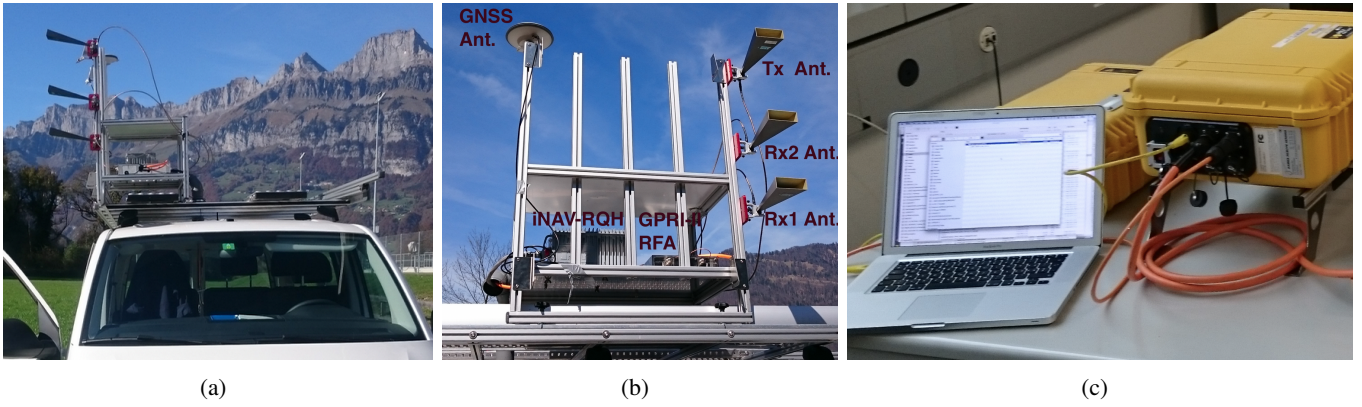 GNSS
Ant.
Tx Ant.
Rx2 Ant.
Rx1 Ant.
iNAV-RQH
GPRI-II
RFA
(a)
(b)
(c)